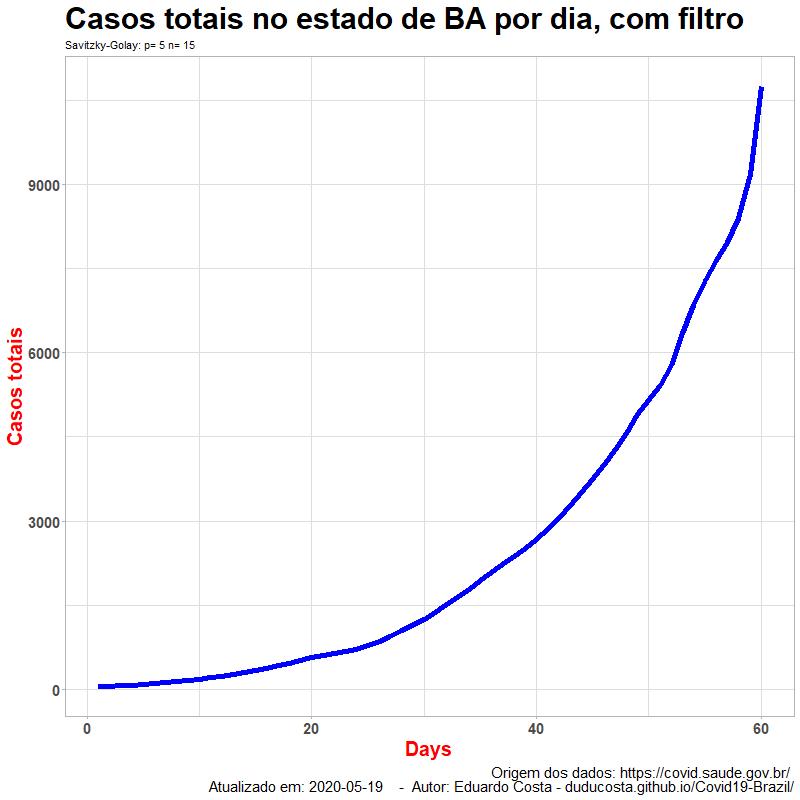 Casos totais no estado de BA por dia, com filtro
Savitzky-Golay: p= 5 n= 15
Casos totais
9000
6000
3000
0
0 20 40 60
Days
Origem dos dados: https://covid.saude.gov.br/
Atualizado em: 2020-05-19 - Autor: Eduardo Costa - duducosta.github.io/Covid19-Brazil/